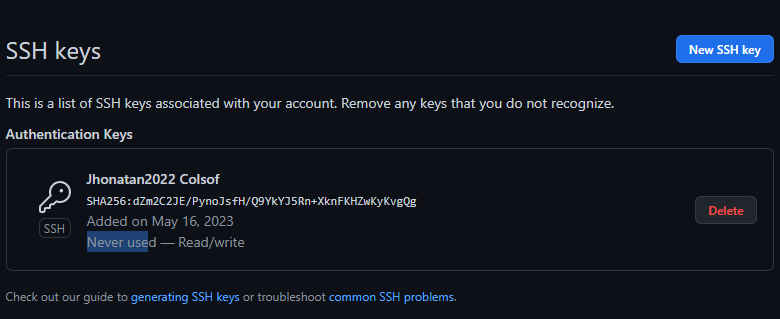 SSH keys
New SSH key
This is a list of SSH keys associated with your account. Remove any keys that you do not recognize.
Authentication Keys
Jhonatan2022 Colsof
SHA256:dZm2C2JE/PynoJsfH/Q9YkYJ5Rn+XknFKHZwKyKvgQg
Added on May 16, 2023
Never used — Read/write
SSH
Delete
Check out our guide to generating SSH keys or troubleshoot common SSH problems.